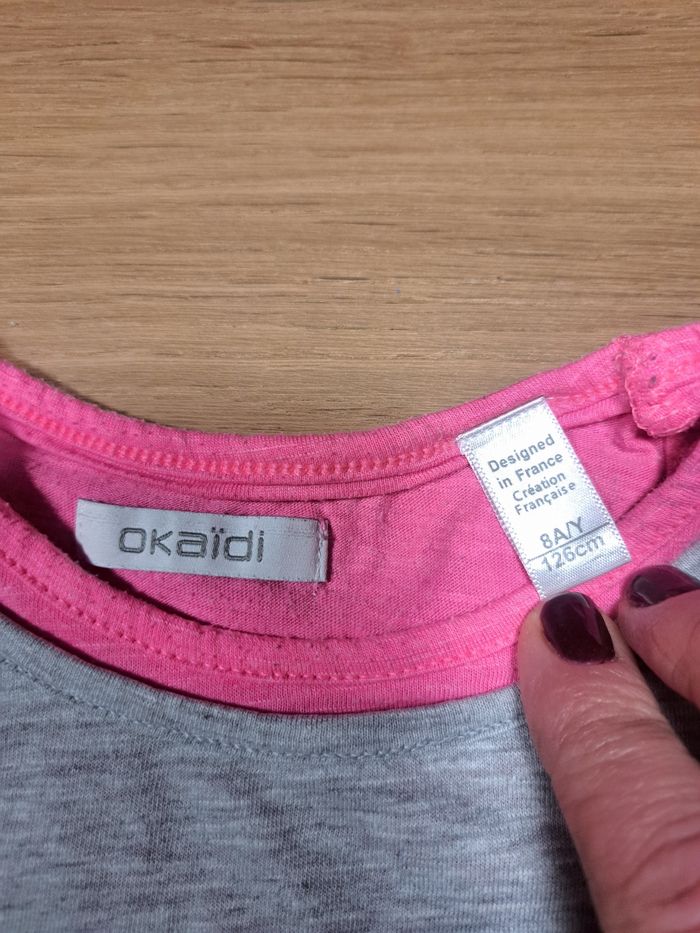 okaïdi
Designed
in France
Création
Française
8A/Y
126cm